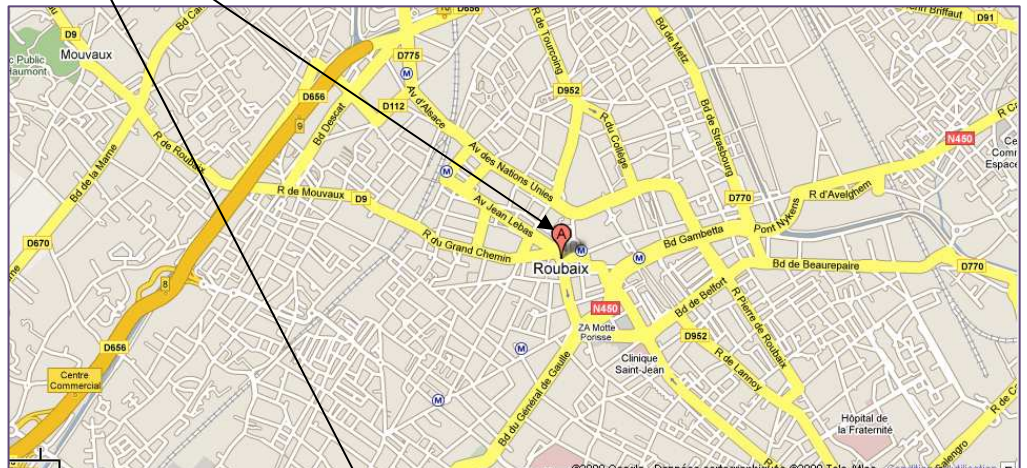 D656
D91
D9
Mouvaux
D775
D656
D112
Av d'Alsace
Bd Descat
9
R de Tourcoing
D952
R du Collège
Bd de Metz
Bd de Strasbourg
N450
R de Roubaix
Bd de la Marne
Av des Nations Unies
R de Mouvaux
D9
Av Jean Lebas
R du Grand Chemin
A
M
M
M
M
M
M
Roubaix
D770
R d'Avelghem
Pont Nykens
Bd Gambetta
D670
8
Bd de Beaurepaire
D770
Bd de Belfort
N450
ZA Motte
Porisse
R Pierre de Roubaix
D952
R de Lannoy
Clinique
Saint-Jean
D656
Centre
Commercial
Bd du Général de Gaulle
Hôpital de
la Fraternité